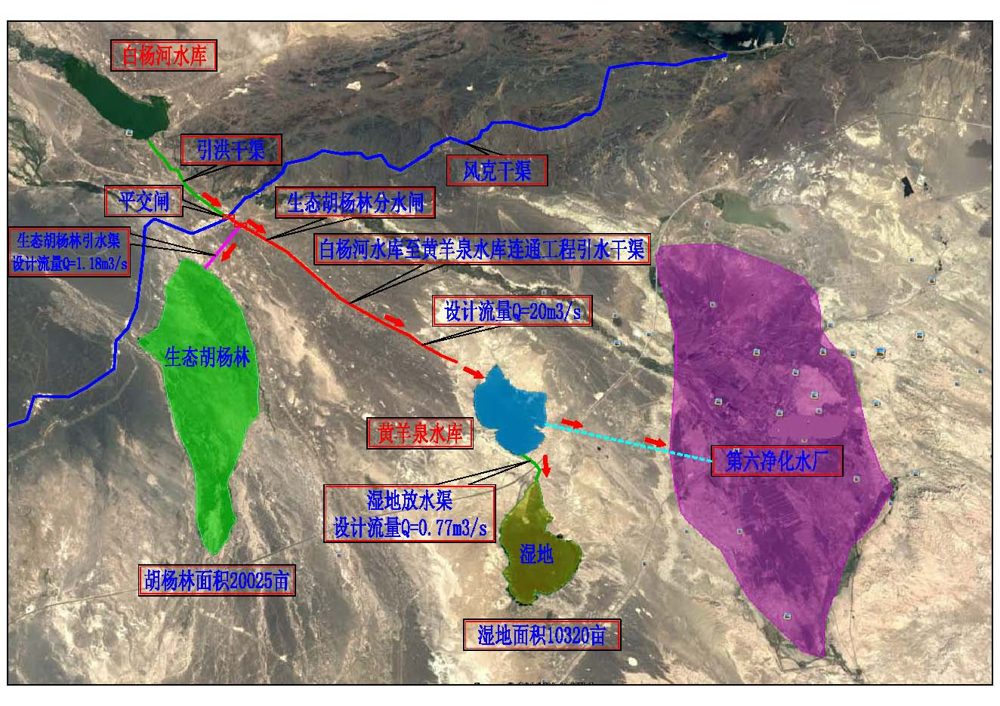 白杨河水库
引洪干渠
风克干渠
平交闸
生态胡杨林分水闸
生态胡杨林引水渠
设计流量Q=1.18m3/s
白杨河水库至黄羊泉水库连通工程引水干渠
设计流量Q=20m3/s
生态胡杨林
黄羊泉水库
第六净化水厂
湿地放水渠
设计流量Q=0.77m3/s
湿地
胡杨林面积20025亩
湿地面积10320亩